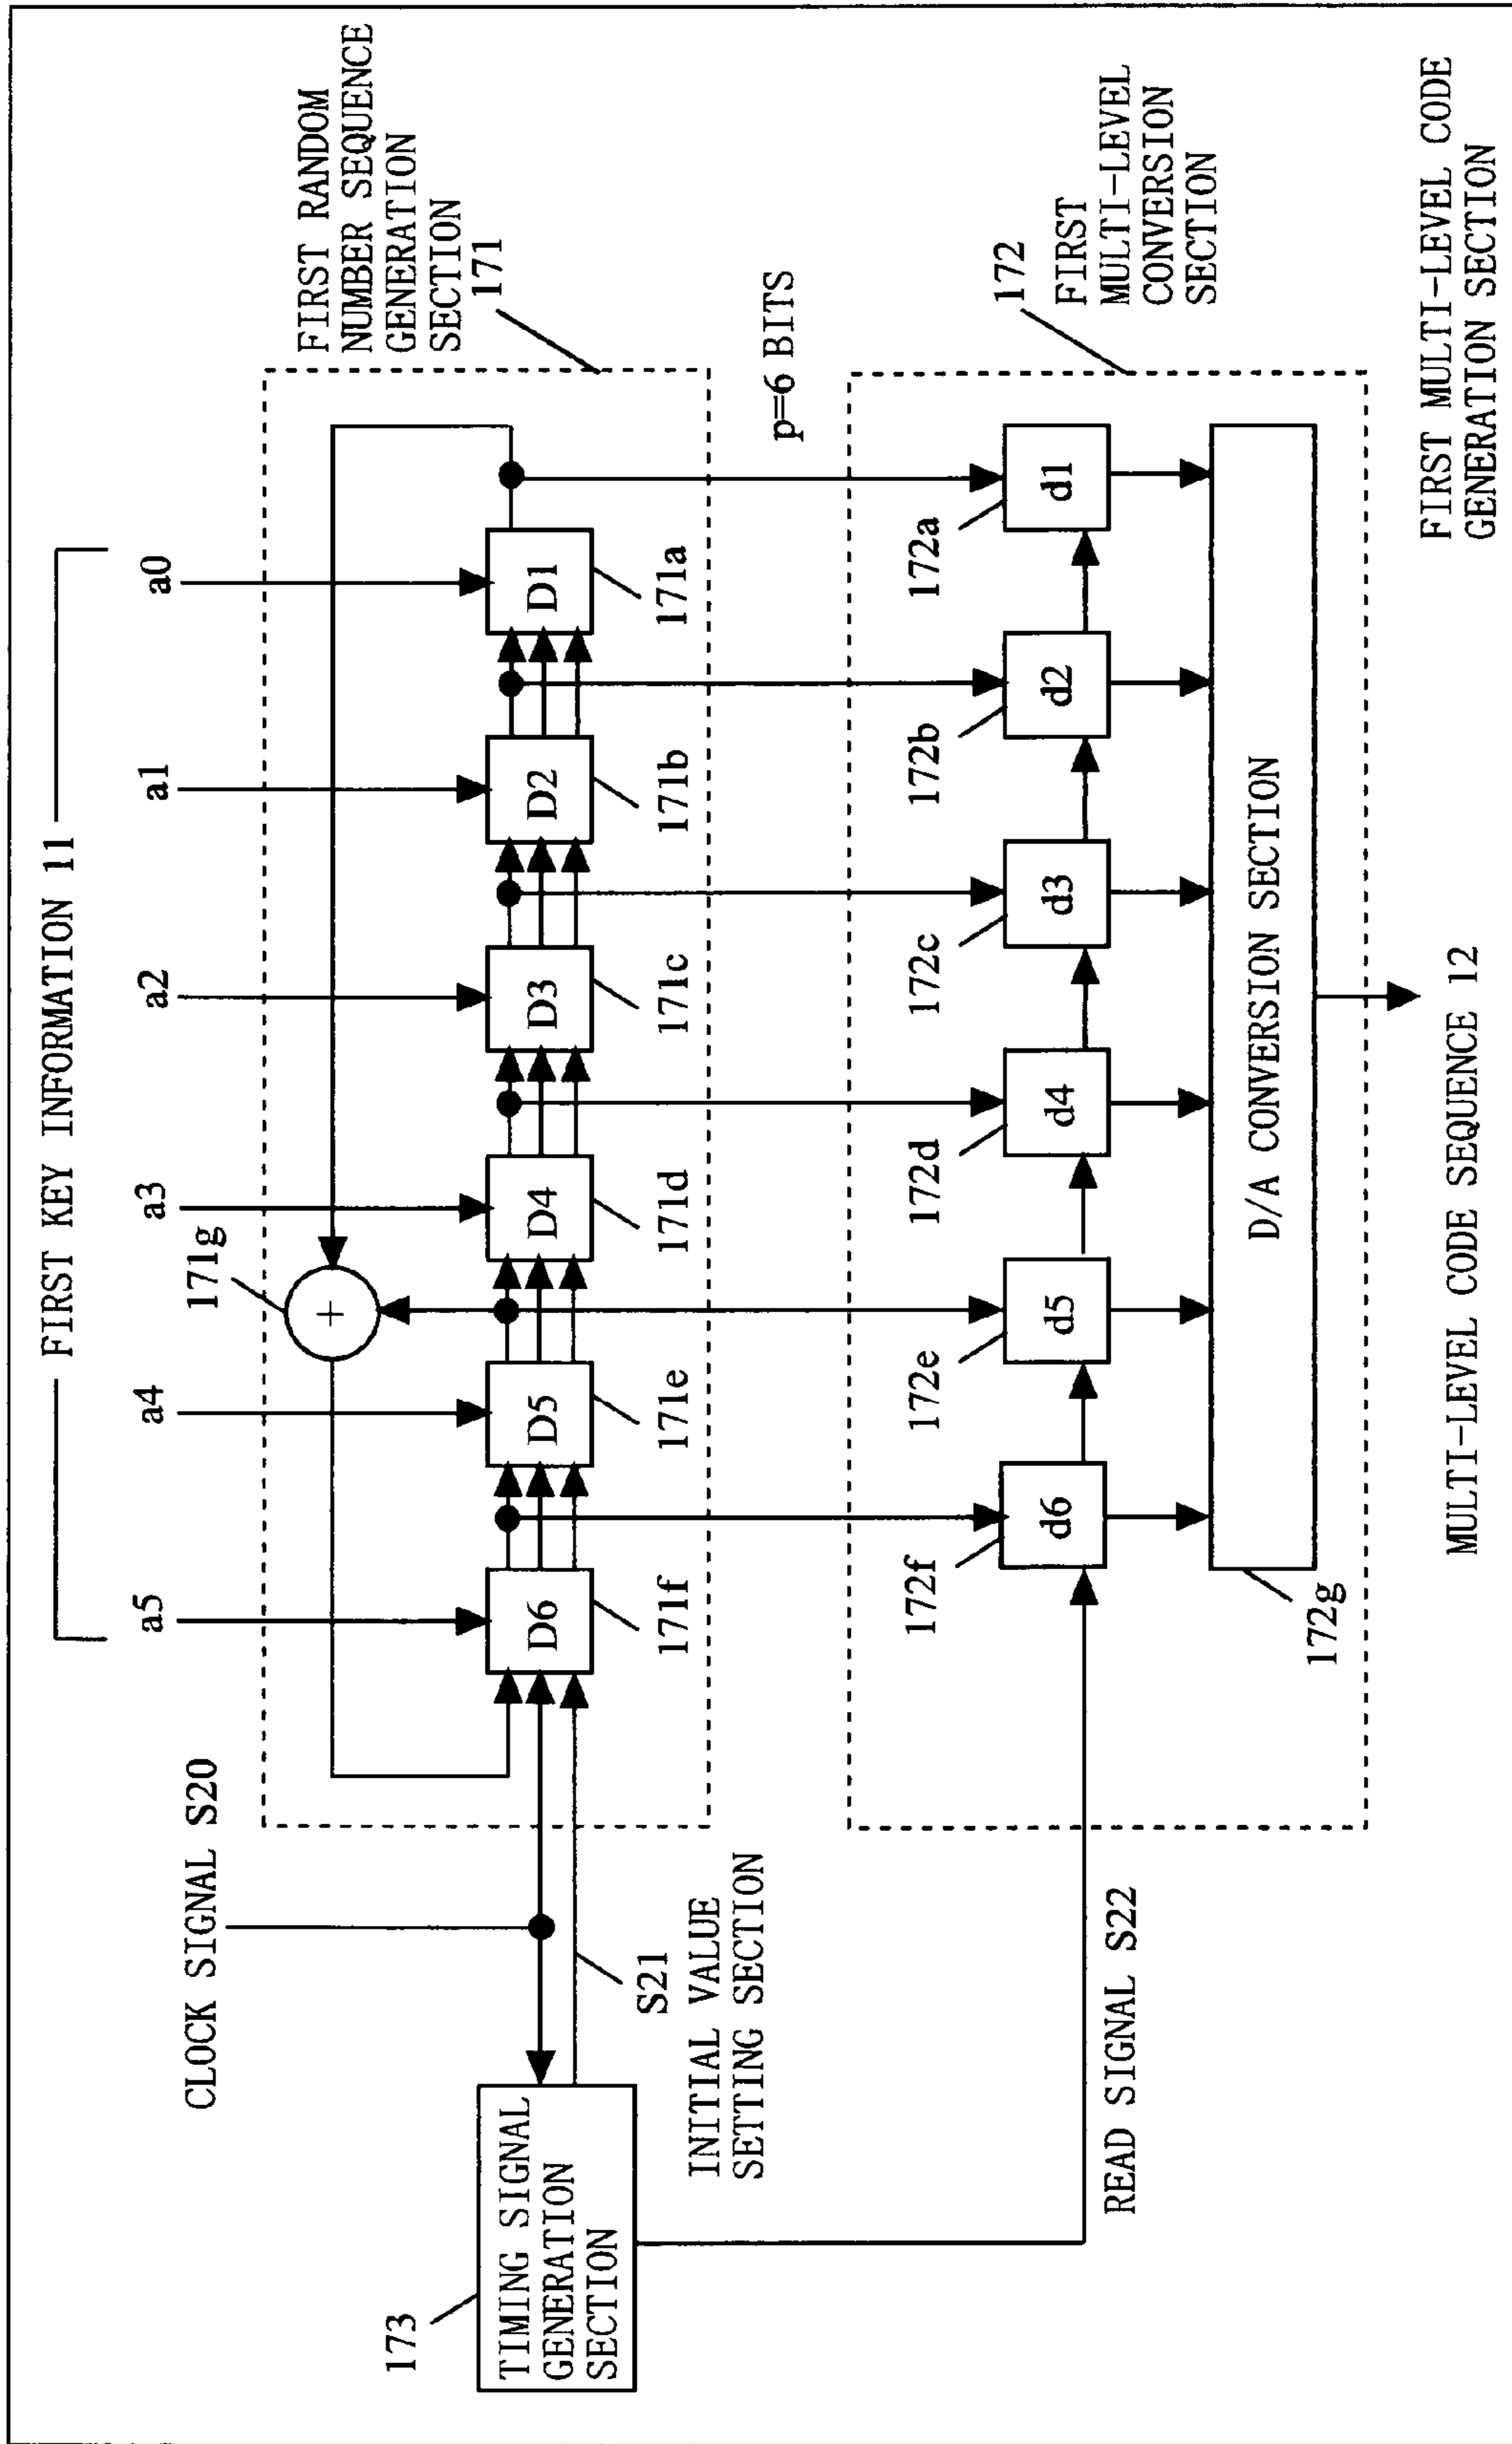 FIRST KEY INFORMATION 11
a5
a4
a3
a2
a1
a0
CLOCK SIGNAL S20
171g
+
FIRST RANDOM
NUMBER SEQUENCE
GENERATION
SECTION
171
173
TIMING SIGNAL
GENERATION
SECTION
D6
D5
D4
D3
D2
D1
171f
171e
171d
171c
171b
171a
S21
INITIAL VALUE
SETTING SECTION
p=6 BITS
172f
172e
172d
172c
172b
172a
172
FIRST
MULTI-LEVEL
CONVERSION
SECTION
d6
d5
d4
d3
d2
d1
READ SIGNAL S22
D/A CONVERSION SECTION
172g
MULTI-LEVEL CODE SEQUENCE 12
FIRST MULTI-LEVEL CODE
GENERATION SECTION